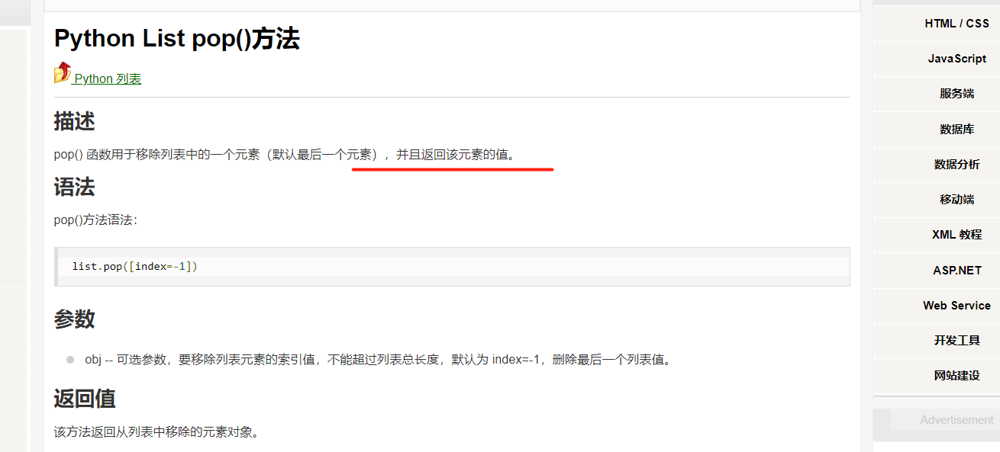 Python List pop()方法
Python 列表
描述
pop() 函数用于移除列表中的一个元素（默认最后一个元素），并且返回该元素的值。
语法
pop()方法语法：
list.pop([index=-1])
参数
obj -- 可选参数，要移除列表元素的索引值，不能超过列表总长度，默认为 index=-1，删除最后一个列表值。
返回值
该方法返回从列表中移除的元素对象。
HTML / CSS
JavaScript
服务端
数据库
数据分析
移动端
XML 教程
ASP.NET
Web Service
开发工具
网站建设
Advertisement